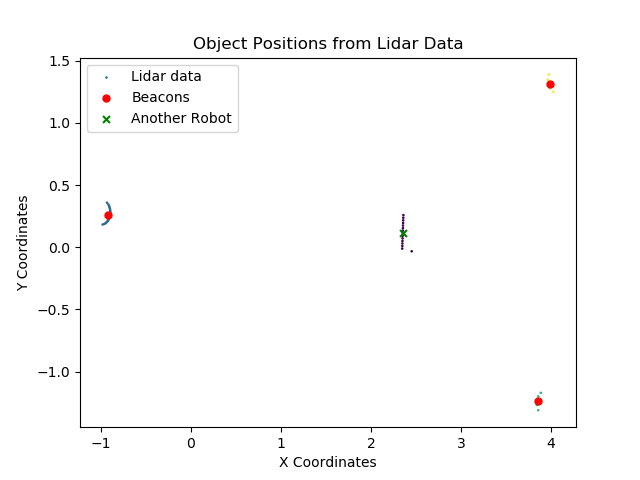 Object Positions from Lidar Data
Lidar data
Beacons
Another Robot
1.5
1.0
0.5
0.0
−0.5
−1.0
Y Coordinates
−1
0
1
2
3
4
X Coordinates